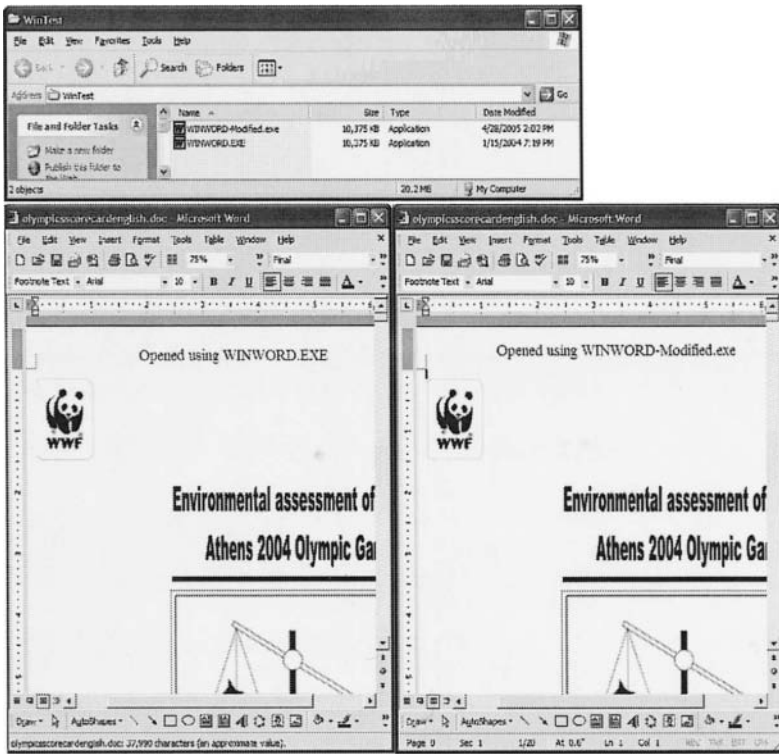 WinTest
File Edit View Favorites Tools Help
Search Folders
Address WinTest Go
Name Size Type Date Modified
File and Folder Tasks
WINWORD-Modified.exe 10,375 KB Application 4/28/2005 2:02 PM
WINWORD.EXE 10,375 KB Application 1/15/2004 7:19 PM
Make a new folder
Publish this folder to
the Web
2 objects 20.2 MB My Computer
olympicsscorecardenglish.doc - Microsoft Word
File Edit View Insert Format Tools Table Window Help
75% Final
Footnote Text Arial 10 B I U A
Opened using WINWORD.EXE
WWF
Environmental assessment of
Athens 2004 Olympic Ga
Draw AutoShapes
olympicsscorecardenglish.doc: 37,990 characters (an approximate value).
olympicsscorecardenglish.doc - Microsoft Word
File Edit View Insert Format Tools Table Window Help
75% Final
Footnote Text Arial 10 B I U A
Opened using WINWORD-Modified.exe
WWF
Environmental assessment of
Athens 2004 Olympic Ga
Draw AutoShapes
Page 0 Sec 1 1/20 At 0.6" Ln 1 Col 1